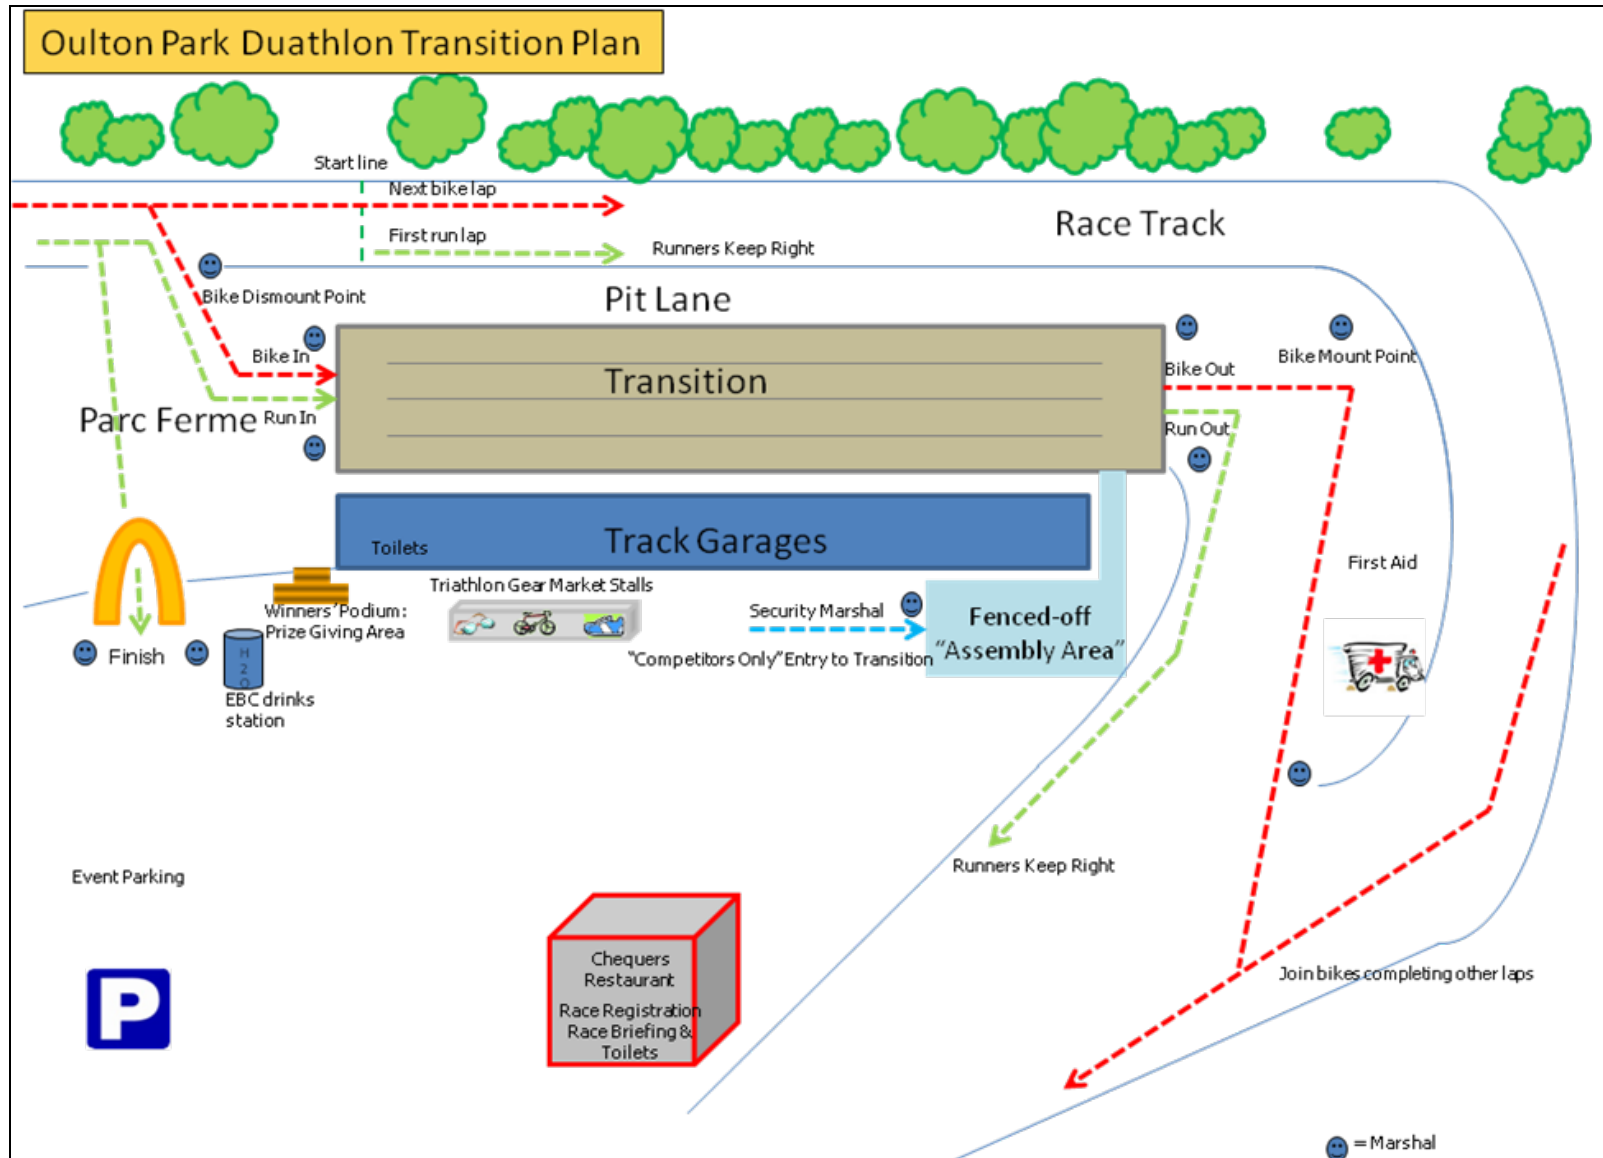 Oulton Park Duathlon Transition Plan
Start line
Next bike lap
First run lap
Runners Keep Right
Race Track
Bike Dismount Point
Pit Lane
Bike In
Transition
Bike Out
Bike Mount Point
Parc Ferme
Run In
Run Out
Toilets
Track Garages
First Aid
Triathlon Gear Market Stalls
Winners' Podium:
Prize Giving Area
Security Marshal
Fenced-off
"Assembly Area"
"Competitors Only" Entry to Transition
Finish
H
2
O
EBC drinks
station
Runners Keep Right
Event Parking
P
Chequers
Restaurant
Race Registration
Race Briefing &
Toilets
Join bikes completing other laps
= Marshal